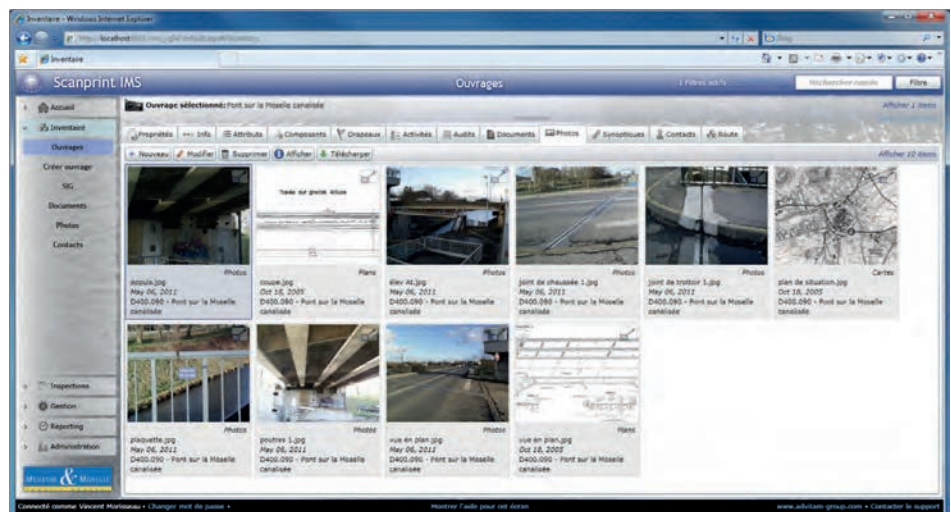 Inventaire - Windows Internet Explorer
Inventaire
Scanprint IMS
Ouvrages
Rechercher rapide
Filtre
Accueil
Inventaire
Ouvrages
Créer ouvrage
SIG
Documents
Photos
Contacts
Inspections
Gestion
Reporting
Administration
Ouvrage sélectionné: Pont sur la Moselle canalisée
Afficher 1 items
Propriétés Info. Attributs Composants Drapeaux Activités Audits Documents Photos Synoptiques Contacts Route
Nouveau Modifier Supprimer Afficher Télécharger
Afficher 10 items
Photos
appuis.jpg
May 06, 2011
D400.090 - Pont sur la Moselle canalisée
Plans
coupe.jpg
Oct 18, 2005
D400.090 - Pont sur la Moselle canalisée
Photos
élev At.jpg
May 06, 2011
D400.090 - Pont sur la Moselle canalisée
Photos
joint de chaussée 1.jpg
May 06, 2011
D400.090 - Pont sur la Moselle canalisée
Photos
joint de trottoir 1.jpg
May 06, 2011
D400.090 - Pont sur la Moselle canalisée
Cartes
plan de situation.jpg
Oct 18, 2005
D400.090 - Pont sur la Moselle canalisée
Photos
plaquette.jpg
May 06, 2011
D400.090 - Pont sur la Moselle canalisée
Photos
poutres 1.jpg
May 06, 2011
D400.090 - Pont sur la Moselle canalisée
Photos
vue en plan.jpg
May 06, 2011
D400.090 - Pont sur la Moselle canalisée
Plans
vue en plan.jpg
Oct 18, 2005
D400.090 - Pont sur la Moselle canalisée
Connecté comme Vincent Morisseau • Changer mot de passe •
Montrer l'aide pour cet écran
www.advitam-group.com • Contacter le support